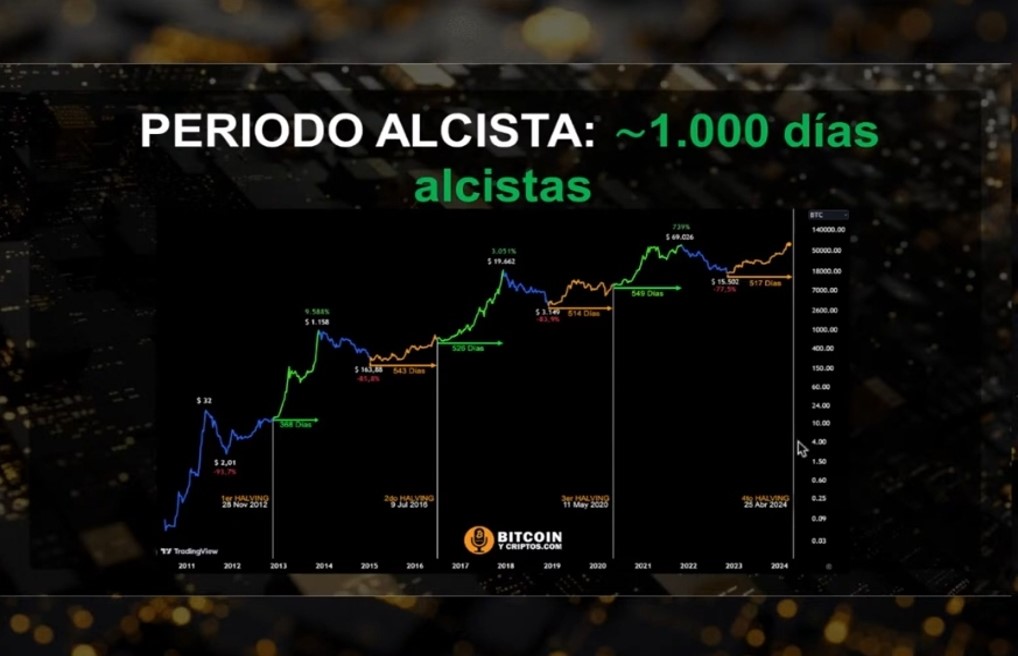 PERIODO ALCISTA: ~1.000 días
alcistas
BTC
739%
140000.00
$ 69.026
3.051%
50000.00
$ 19.662
18000.00
$ 15.502
517 Días
-77,5%
7000.00
549 Días
9.588%
$ 3.149
614 Días
-83,9%
2600.00
$ 1.158
1000.00
525 Días
400.00
$ 163,88
543 Días
-85,8%
150.00
60.00
$ 32
24.00
368 Días
10.00
4.00
$ 2,01
-93,7%
1.50
0.60
1er HALVING
28 Nov 2012
2do HALVING
9 Jul 2016
3er HALVING
11 May 2020
4to HALVING
25 Abr 2024
0.25
0.09
BITCOIN
Y CRIPTOS.COM
0.03
TradingView
2011 2012 2013 2014 2015 2016 2017 2018 2019 2020 2021 2022 2023 2024